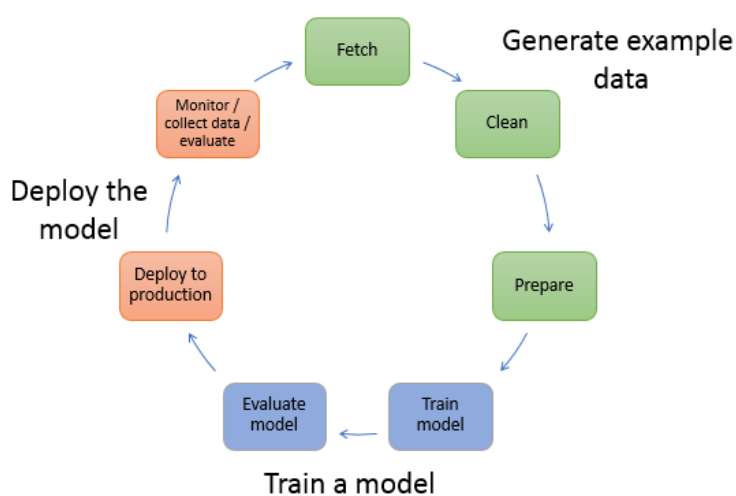 Fetch
Generate example
data
Clean
Prepare
Train
model
Evaluate
model
Train a model
Deploy to
production
Deploy the
model
Monitor /
collect data /
evaluate